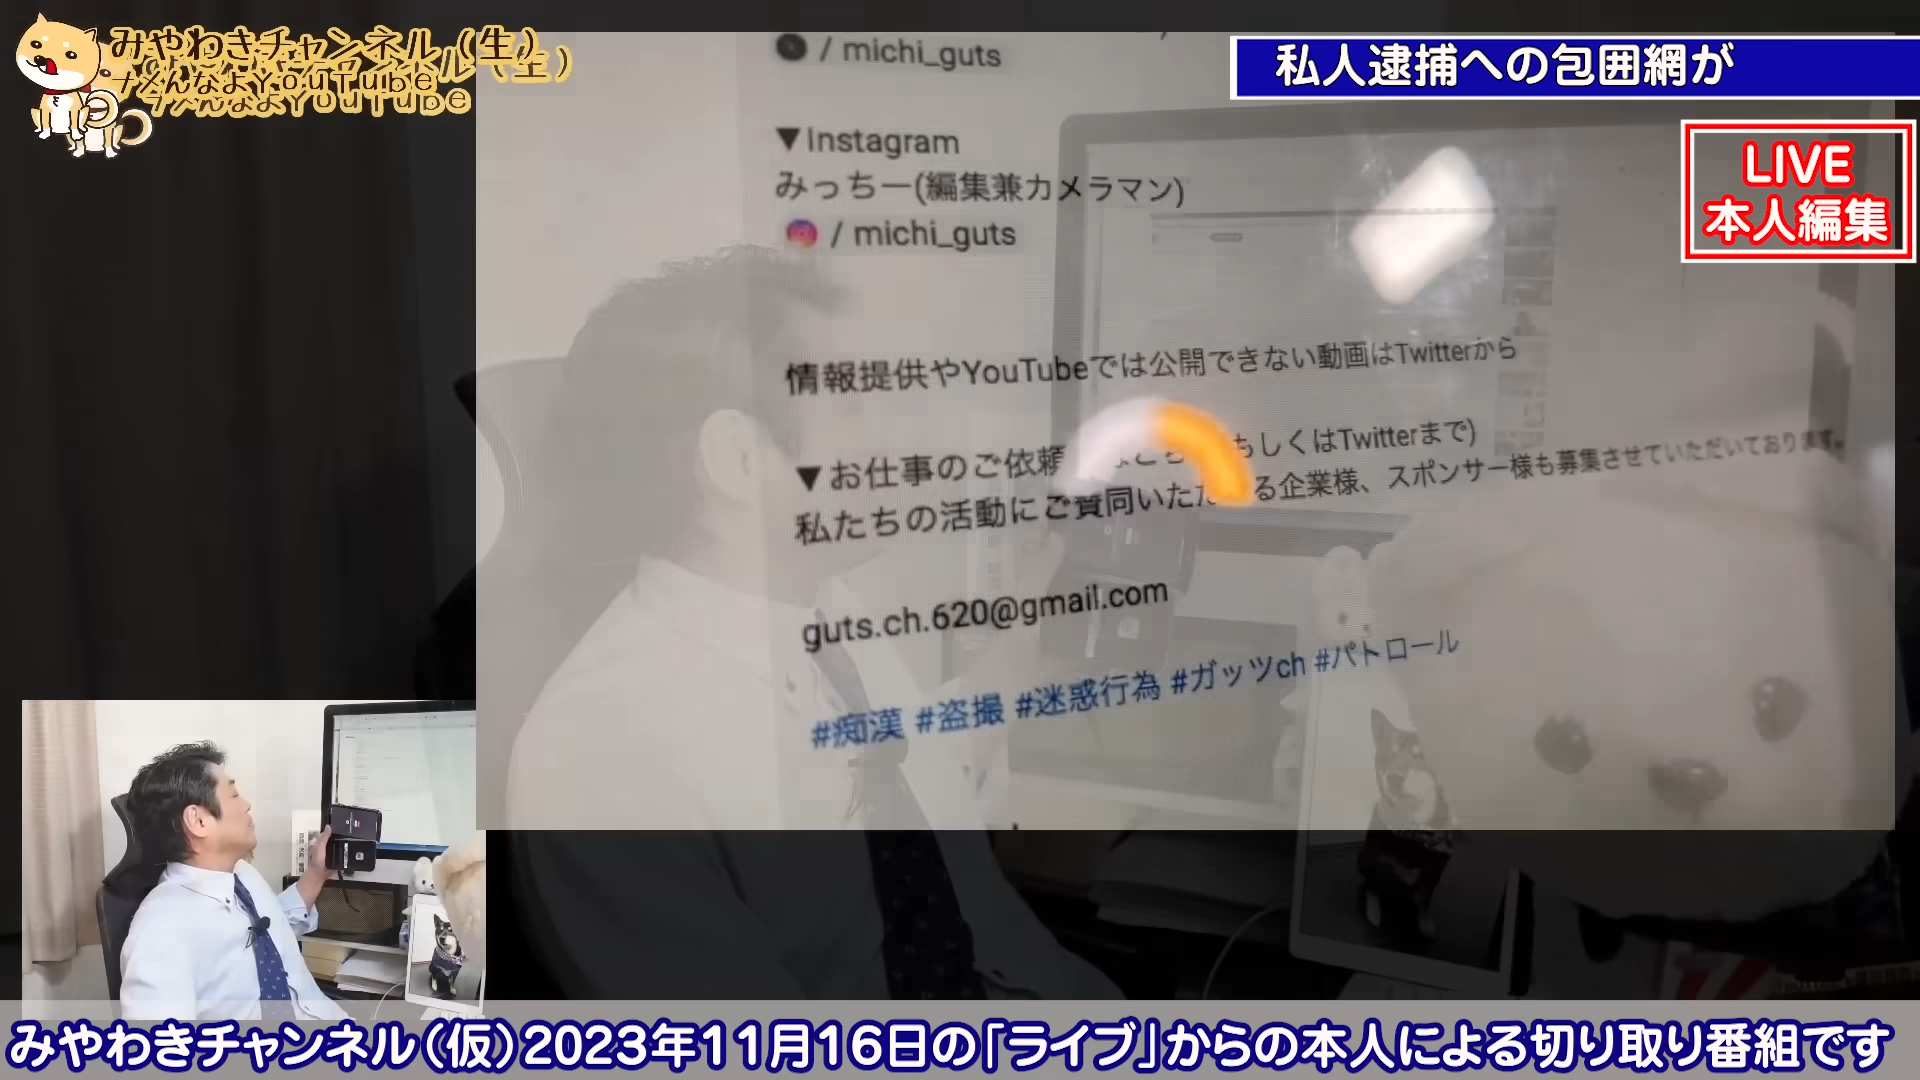 みやわきチャンネル（生）
ナメんなよYouTube
私人逮捕への包囲網が
LIVE
本人編集
/ michi_guts
▼Instagram
みっちー(編集兼カメラマン)
/ michi_guts
情報提供やYouTubeでは公開できない動画はTwitterから
▼お仕事のご依頼 もしくはTwitterまで)
私たちの活動にご賛同いただ る企業様、スポンサー様も募集させていただいております。
guts.ch.620@gmail.com
#痴漢 #盗撮 #迷惑行為 #ガッツch #パトロール
みやわきチャンネル（仮）2023年11月16日の「ライブ」からの本人による切り取り番組です